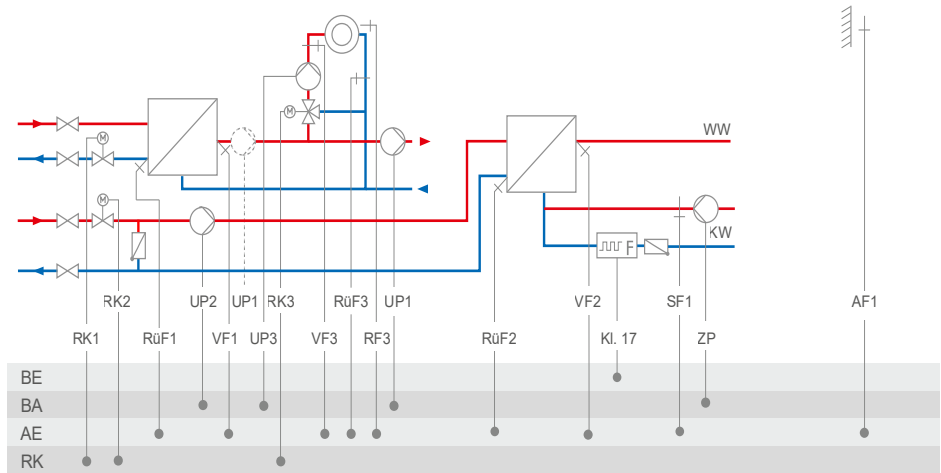 WW
M
M
M
F
KW
RK2 UP2 UP1 RK3 RüF3 UP1 VF2 SF1 AF1
RK1 RüF1 VF1 UP3 VF3 RF3 RüF2 Kl. 17 ZP
BE
BA
AE
RK